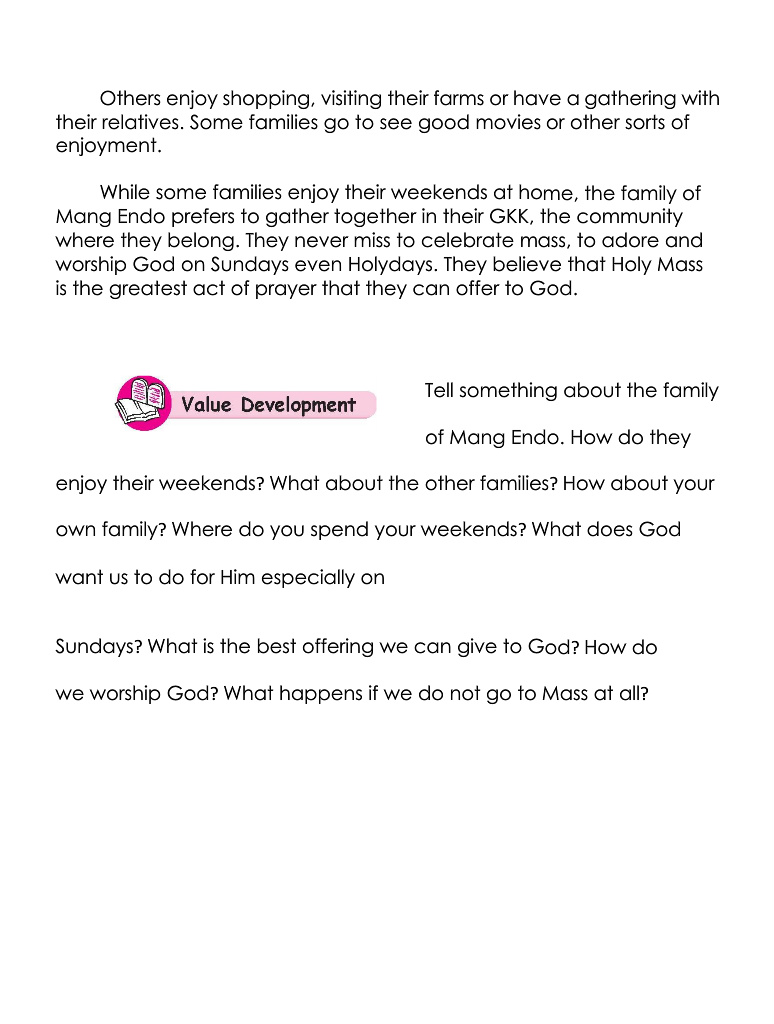 Others enjoy shopping, visiting their farms or have a gathering with
their relatives. Some families go to see good movies or other sorts of
enjoyment.
While some families enjoy their weekends at home, the family of
Mang Endo prefers to gather together in their GKK, the community
where they belong. They never miss to celebrate mass, to adore and
worship God on Sundays even Holydays. They believe that Holy Mass
is the greatest act of prayer that they can offer to God.
Value Development
Tell something about the family
of Mang Endo. How do they
enjoy their weekends? What about the other families? How about your
own family? Where do you spend your weekends? What does God
want us to do for Him especially on
Sundays? What is the best offering we can give to God? How do
we worship God? What happens if we do not go to Mass at all?